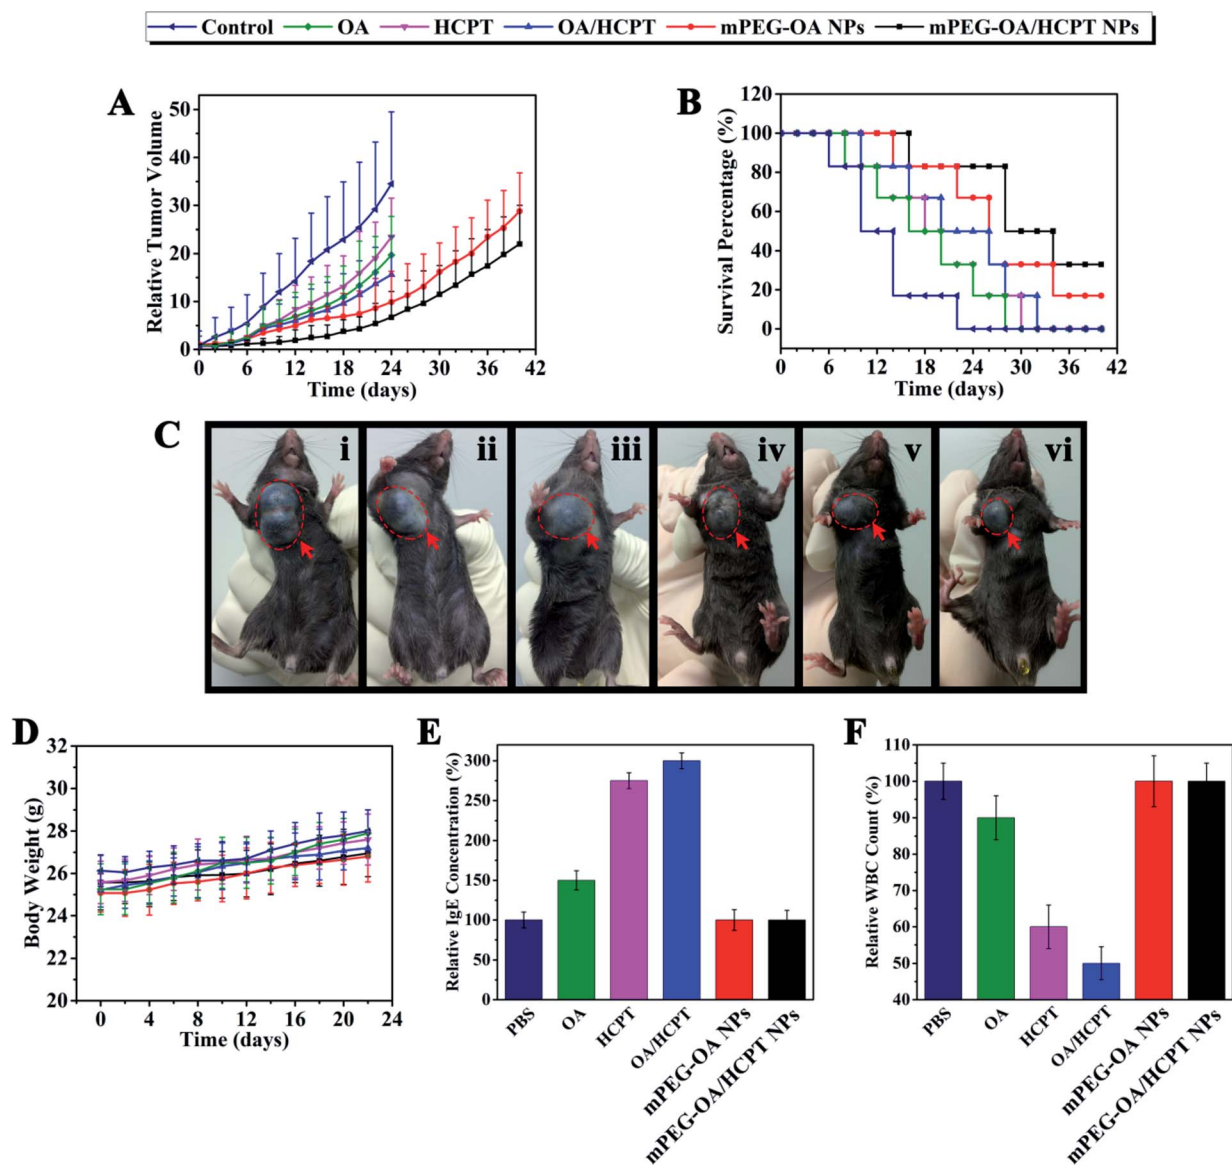 Control OA HCPT OA/HCPT mPEG-OA NPs mPEG-OA/HCPT NPs
A
Relative Tumor Volume
50
40
30
20
10
0
0 6 12 18 24 30 36 42
Time (days)
B
Survival Percentage (%)
120
100
80
60
40
20
0
0 6 12 18 24 30 36 42
Time (days)
C
i ii iii iv v vi
D
Body Weight (g)
32
30
28
26
24
22
20
0 4 8 12 16 20 24
Time (days)
E
Relative IgE Concentration (%)
300
250
200
150
100
50
0
PBS
OA
HCPT
OA/HCPT
mPEG-OA NPs
mPEG-OA/HCPT NPs
F
Relative WBC Count (%)
110
100
90
80
70
60
50
40
PBS
OA
HCPT
OA/HCPT
mPEG-OA NPs
mPEG-OA/HCPT NPs